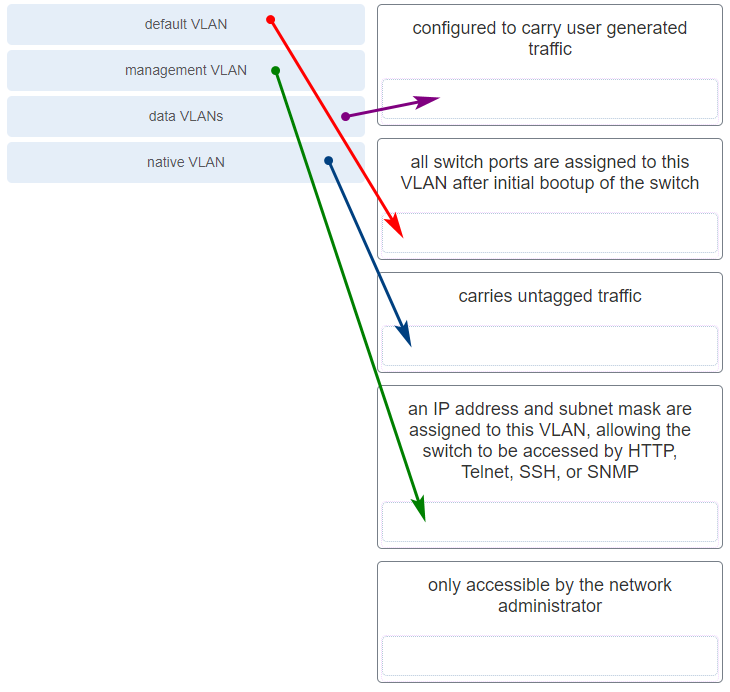 default VLAN
management VLAN
data VLANs
native VLAN
configured to carry user generated
traffic
all switch ports are assigned to this
VLAN after initial bootup of the switch
carries untagged traffic
an IP address and subnet mask are
assigned to this VLAN, allowing the
switch to be accessed by HTTP,
Telnet, SSH, or SNMP
only accessible by the network
administrator